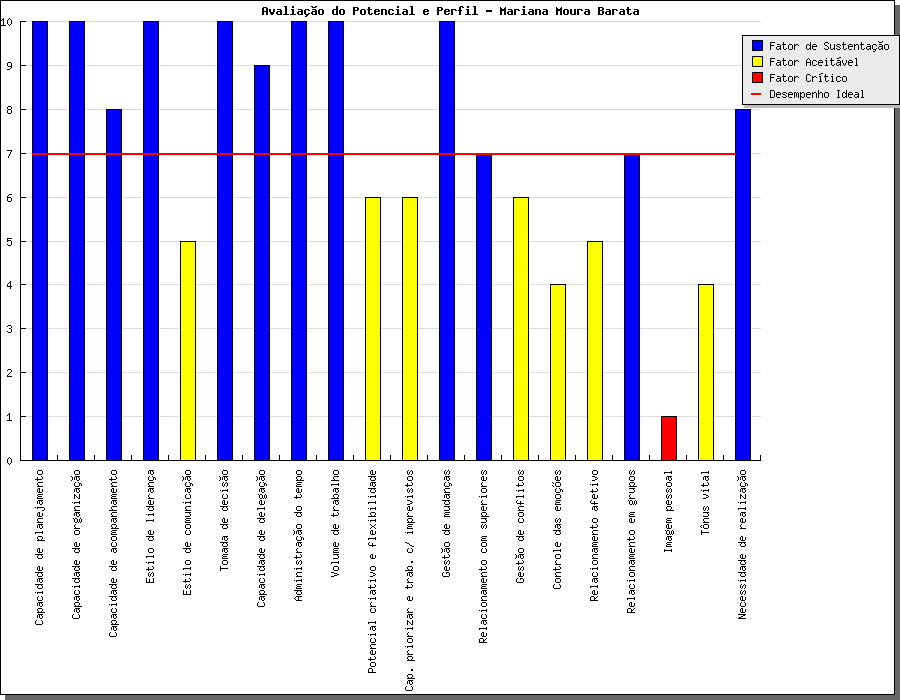 Avaliação do Potencial e Perfil - Mariana Moura Barata
Fator de Sustentação
Fator Aceitável
Fator Crítico
Desempenho Ideal
10
9
8
7
6
5
4
3
2
1
0
Capacidade de planejamento
Capacidade de organização
Capacidade de acompanhamento
Estilo de liderança
Estilo de comunicação
Tomada de decisão
Capacidade de delegação
Administração do tempo
Volume de trabalho
Potencial criativo e flexibilidade
Cap. priorizar e trab. c/ imprevistos
Gestão de mudanças
Relacionamento com superiores
Gestão de conflitos
Controle das emoções
Relacionamento afetivo
Relacionamento em grupos
Imagem pessoal
Tônus vital
Necessidade de realização